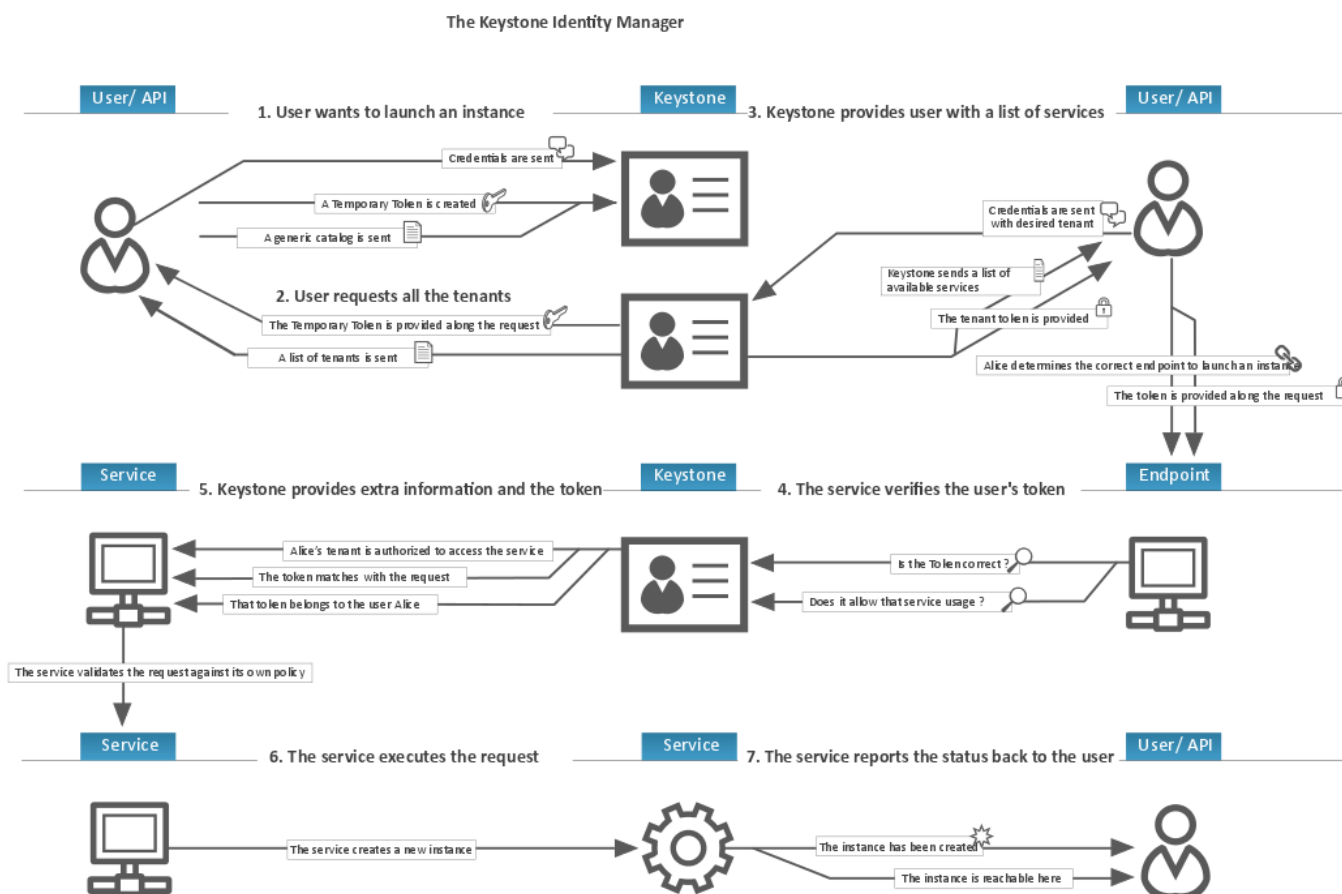 The Keystone Identity Manager
User/ API
1. User wants to launch an instance
Keystone
3. Keystone provides user with a list of services
User/ API
Credentials are sent
A Temporary Token is created
A generic catalog is sent
2. User requests all the tenants
The Temporary Token is provided along the request
A list of tenants is sent
Credentials are sent
with desired tenant
Keystone sends a list of
available services
The tenant token is provided
Alice determines the correct endpoint to launch an instance
The token is provided along the request
Service
5. Keystone provides extra information and the token
Keystone
4. The service verifies the user's token
Endpoint
Alice's tenant is authorized to access the service
The token matches with the request
That token belongs to the user Alice
Is the Token correct ?
Does it allow that service usage ?
The service validates the request against its own policy
Service
6. The service executes the request
Service
7. The service reports the status back to the user
User/ API
The service creates a new instance
The instance has been created
The instance is reachable here